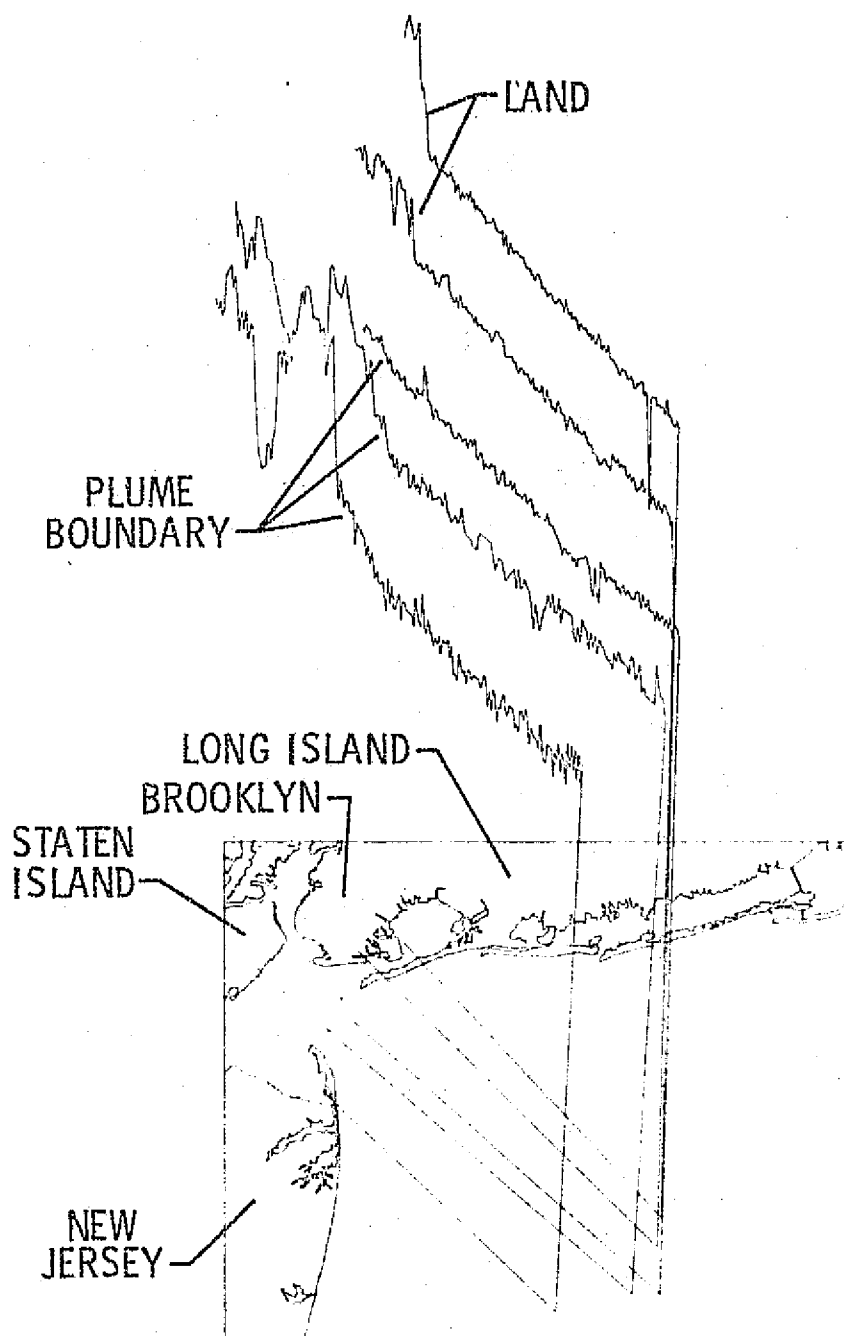 LAND
PLUME
BOUNDARY
LONG ISLAND
BROOKLYN
STATEN
ISLAND
NEW
JERSEY